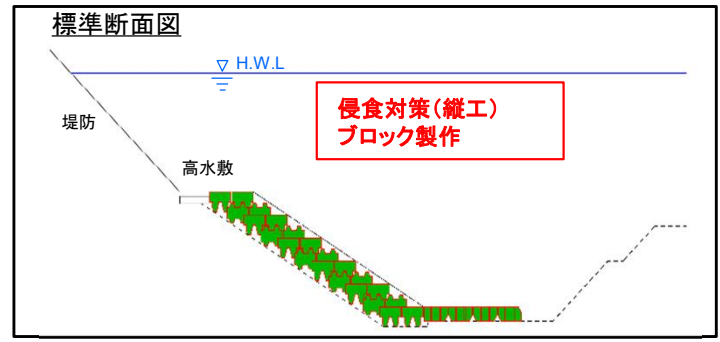 標準断面図
▽ H.W.L
侵食対策（縦工）
ブロック製作
堤防
高水敷